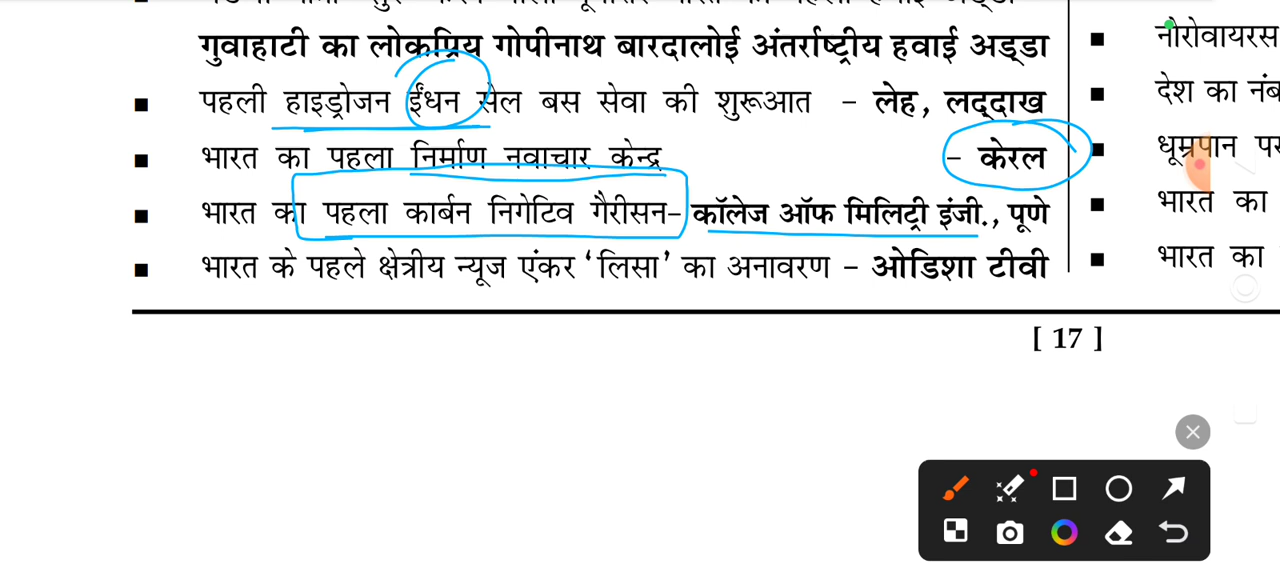 गुवाहाटी का लोकप्रिय गोपीनाथ बारदालोई अंतर्राष्ट्रीय हवाई अड्डा
■ पहली हाइड्रोजन ईंधन सेल बस सेवा की शुरूआत - लेह, लद्दाख
■ भारत का पहला निर्माण नवाचार केन्द्र - केरल
■ भारत का पहला कार्बन निगेटिव गैरीसन- कॉलेज ऑफ मिलिट्री इंजी., पूणे
■ भारत के पहले क्षेत्रीय न्यूज एंकर ‘लिसा’ का अनावरण - ओडिशा टीवी
[ 17 ]
■ नौरोवायरस
■ देश का
■ धूम्रपान
■ भारत का
■ भारत का